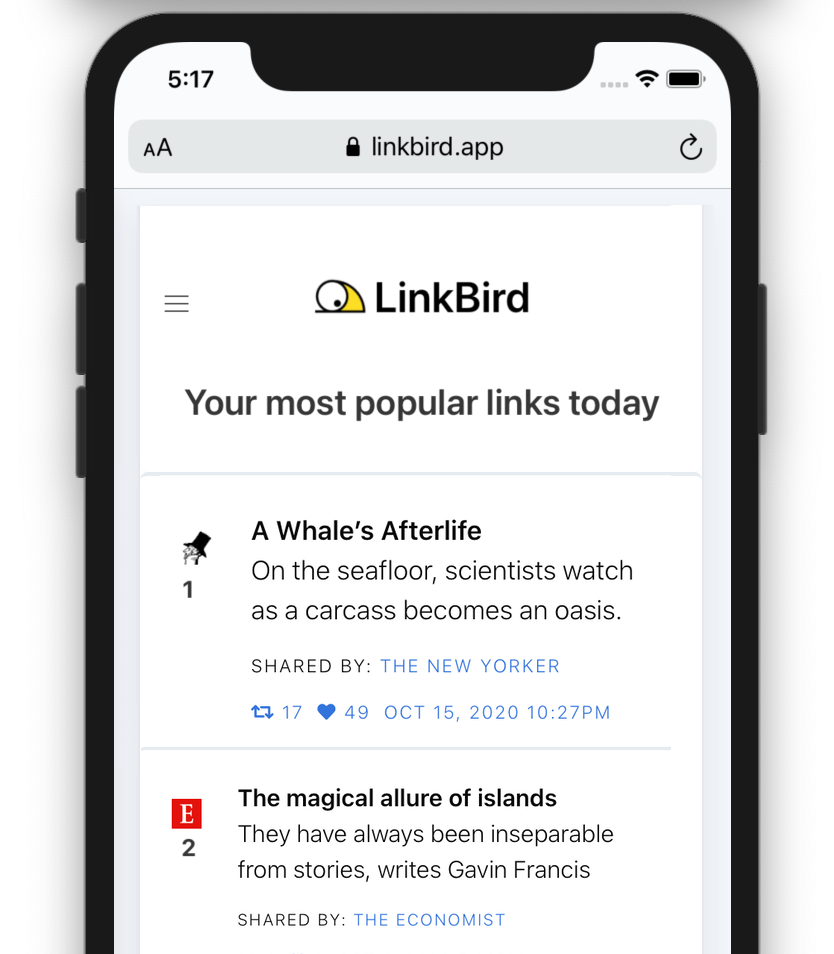 5:17
AA linkbird.app
LinkBird
Your most popular links today
A Whale’s Afterlife
On the seafloor, scientists watch
as a carcass becomes an oasis.
1
SHARED BY: THE NEW YORKER
17 49 OCT 15, 2020 10:27PM
The magical allure of islands
E
They have always been inseparable
2
from stories, writes Gavin Francis
SHARED BY: THE ECONOMIST